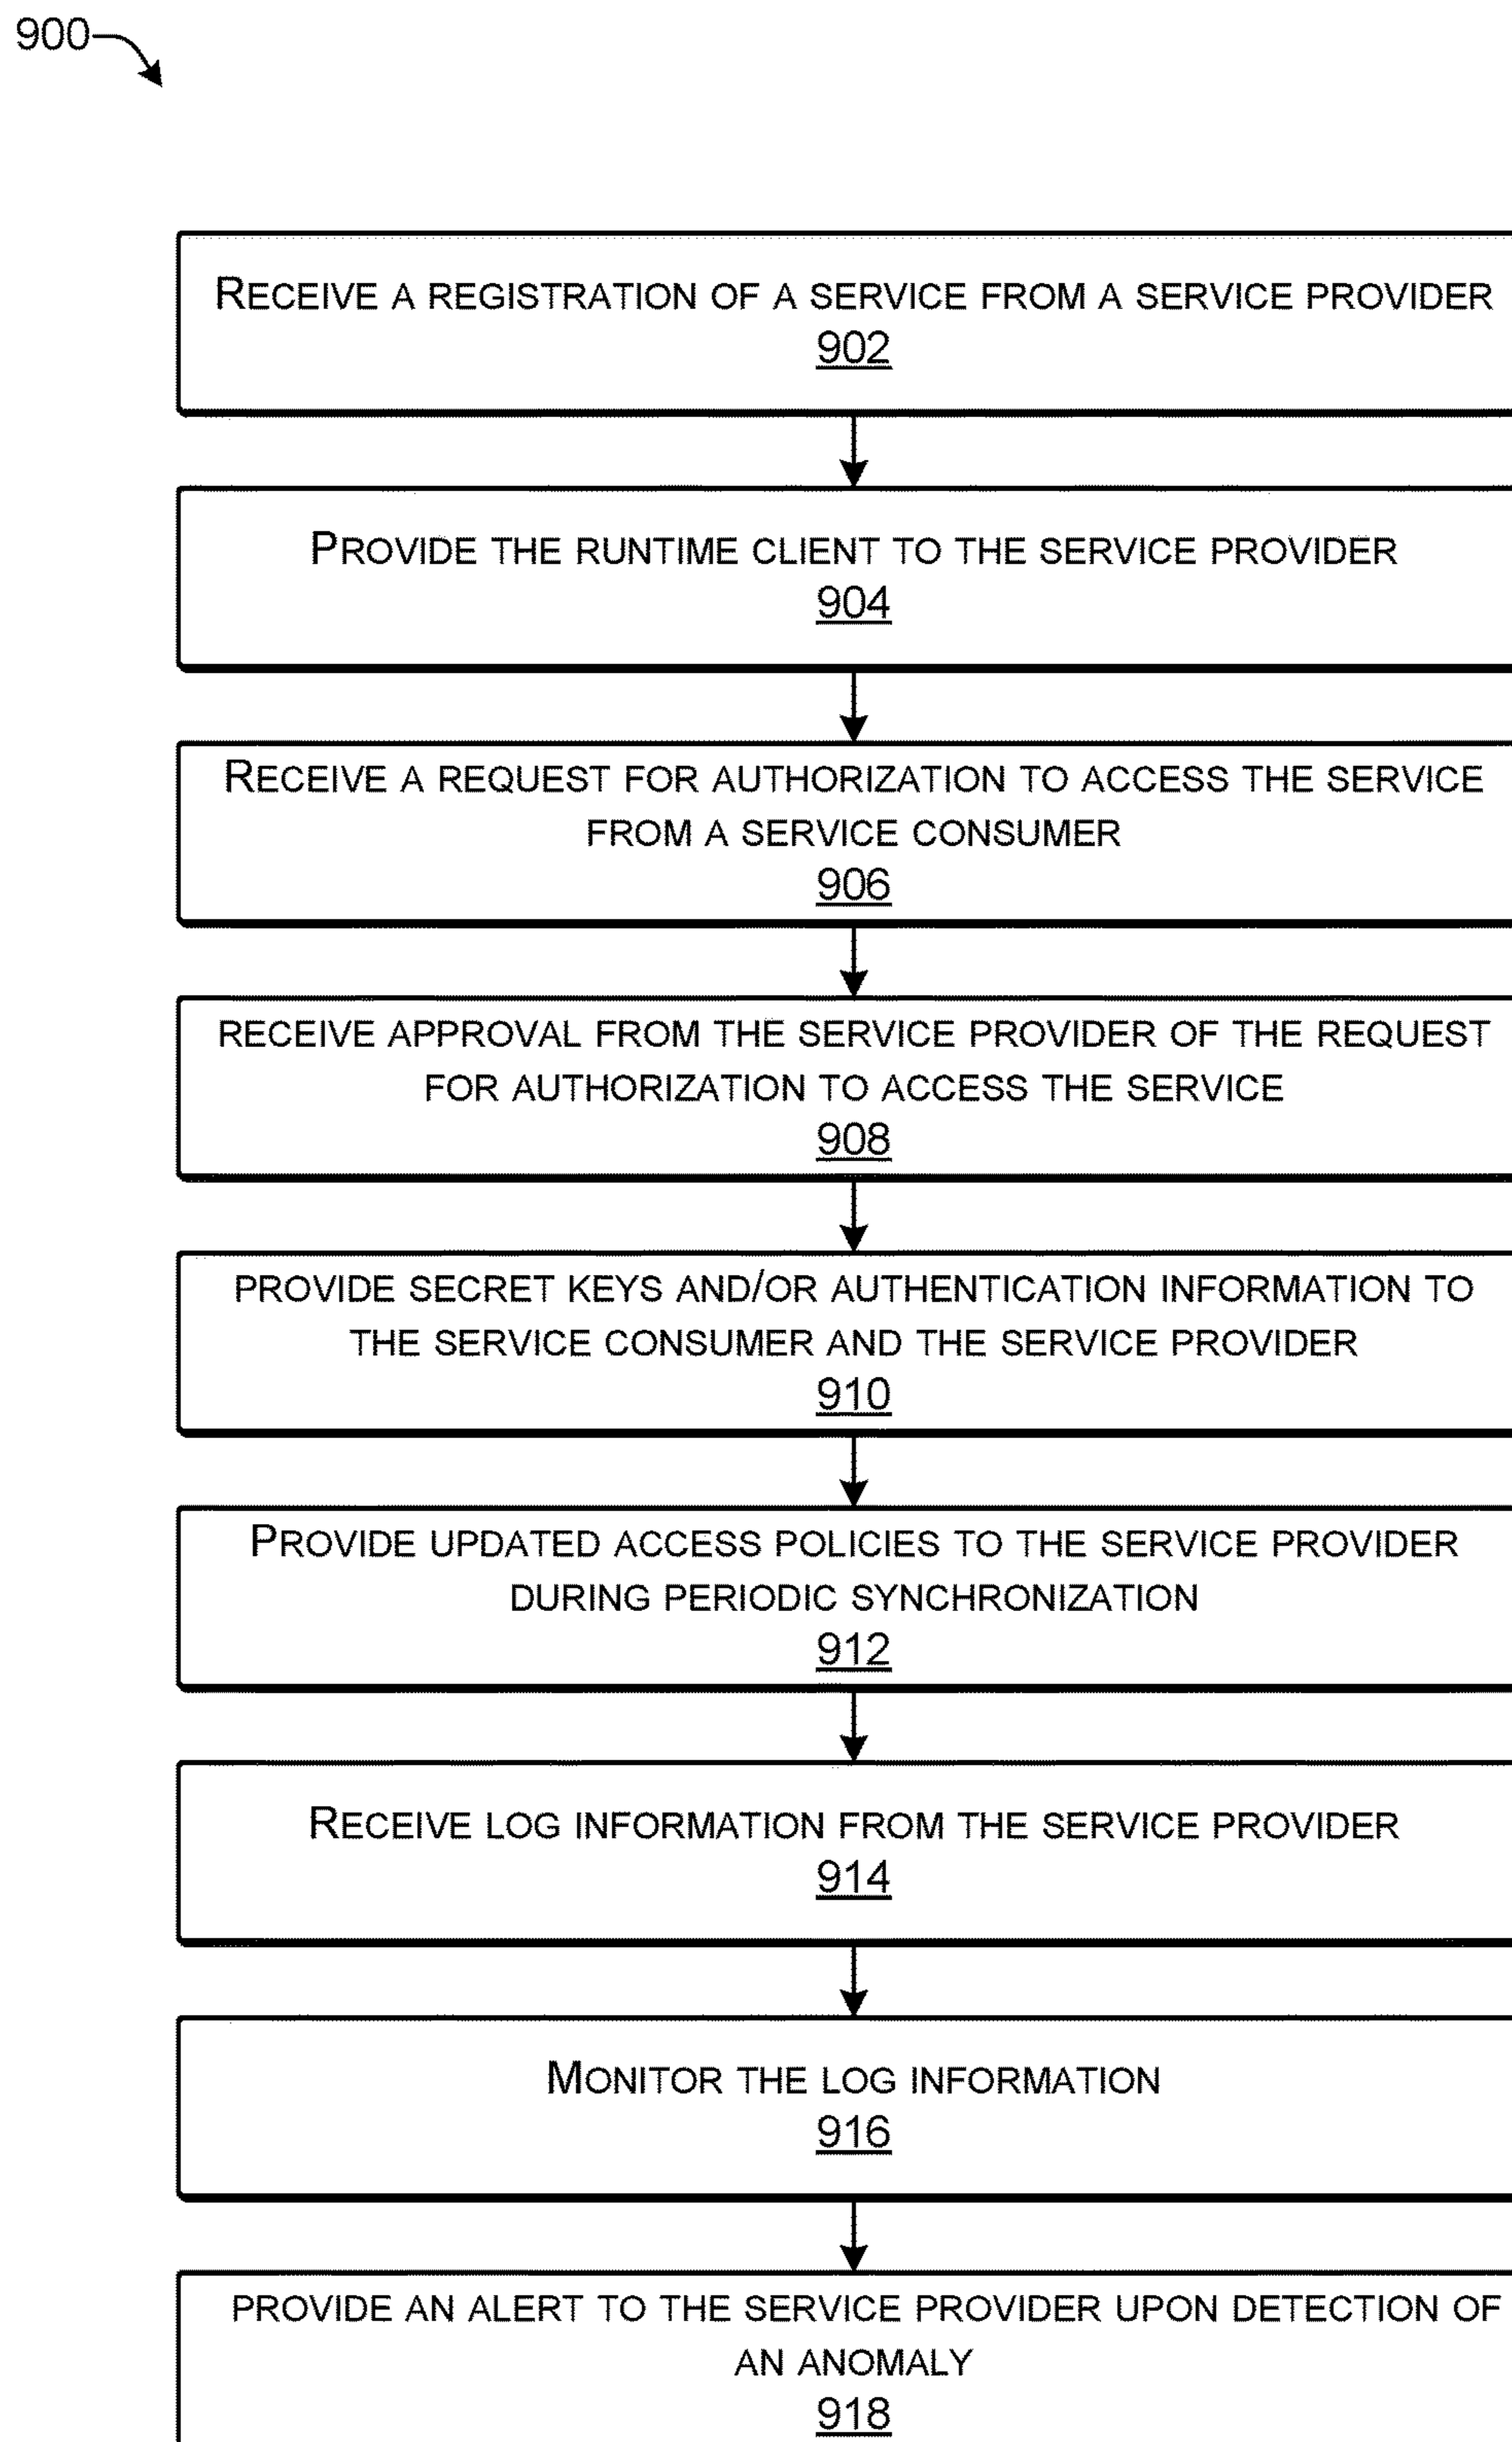 900
RECEIVE A REGISTRATION OF A SERVICE FROM A SERVICE PROVIDER
902
PROVIDE THE RUNTIME CLIENT TO THE SERVICE PROVIDER
904
RECEIVE A REQUEST FOR AUTHORIZATION TO ACCESS THE SERVICE
FROM A SERVICE CONSUMER
906
RECEIVE APPROVAL FROM THE SERVICE PROVIDER OF THE REQUEST
FOR AUTHORIZATION TO ACCESS THE SERVICE
908
PROVIDE SECRET KEYS AND/OR AUTHENTICATION INFORMATION TO
THE SERVICE CONSUMER AND THE SERVICE PROVIDER
910
PROVIDE UPDATED ACCESS POLICIES TO THE SERVICE PROVIDER
DURING PERIODIC SYNCHRONIZATION
912
RECEIVE LOG INFORMATION FROM THE SERVICE PROVIDER
914
MONITOR THE LOG INFORMATION
916
PROVIDE AN ALERT TO THE SERVICE PROVIDER UPON DETECTION OF
AN ANOMALY
918